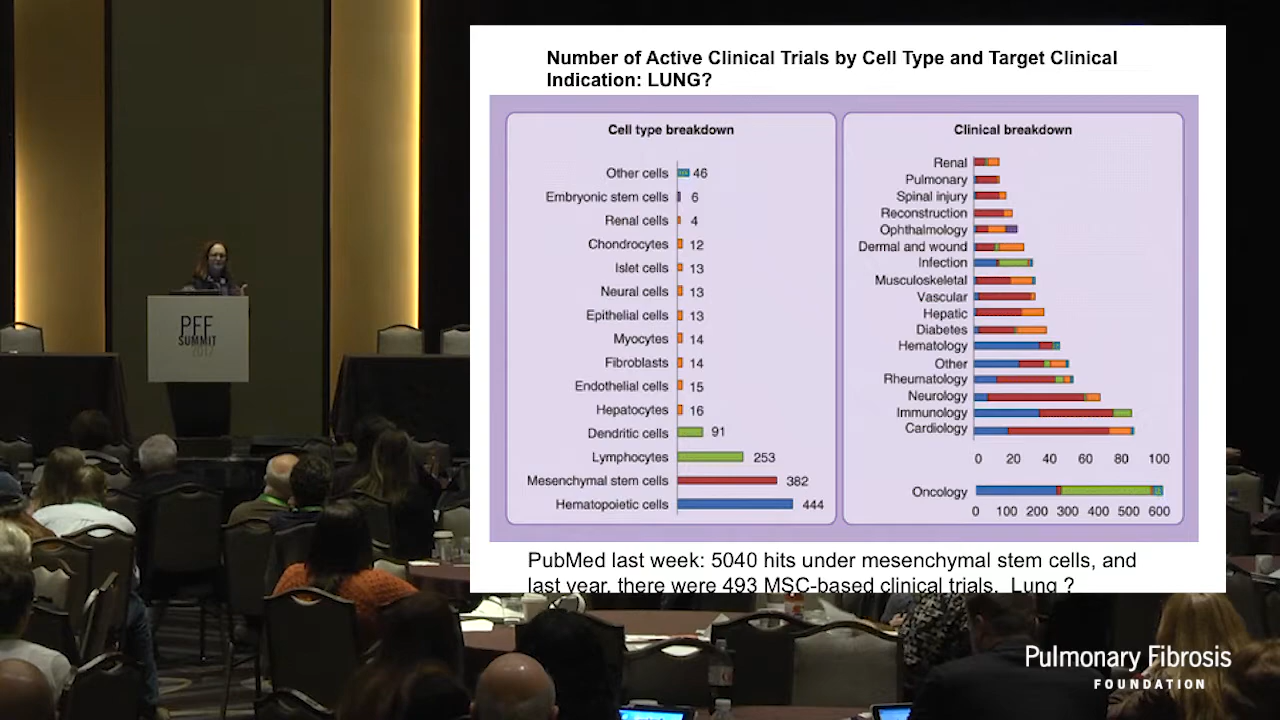 Number of Active Clinical Trials by Cell Type and Target Clinical
Indication: LUNG?
Cell type breakdown
Other cells 46
Embryonic stem cells 6
Renal cells 4
Chondrocytes 12
Islet cells 13
Neural cells 13
Epithelial cells 13
Myocytes 14
Fibroblasts 14
Endothelial cells 15
Hepatocytes 16
Dendritic cells 91
Lymphocytes 253
Mesenchymal stem cells 382
Hematopoietic cells 444
Clinical breakdown
Renal
Pulmonary
Spinal injury
Reconstruction
Ophthalmology
Dermal and wound
Infection
Musculoskeletal
Vascular
Hepatic
Diabetes
Hematology
Other
Rheumatology
Neurology
Immunology
Cardiology
0 20 40 60 80 100
Oncology
0 100 200 300 400 500 600
PubMed last week: 5040 hits under mesenchymal stem cells, and
last year, there were 493 MSC-based clinical trials. Lung ?
PFF
SUMMIT
2017
Pulmonary Fibrosis
FOUNDATION